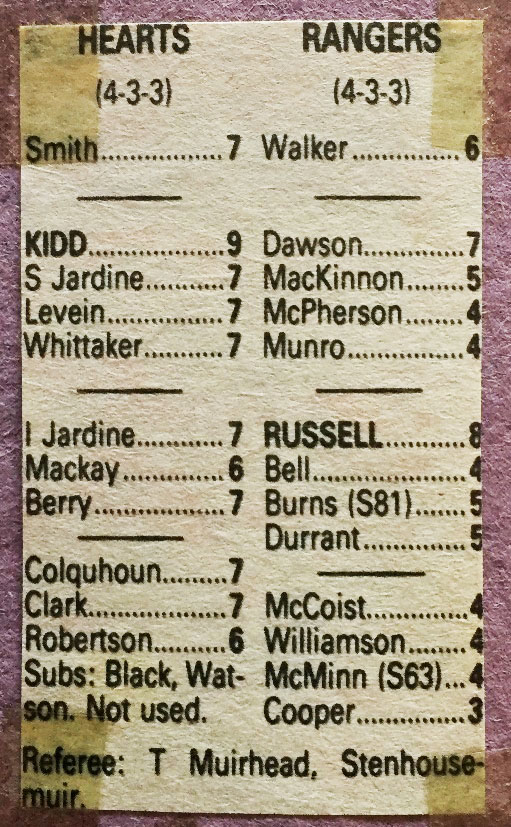 HEARTS RANGERS
(4-3-3) (4-3-3)
Smith..................7 Walker...............6
KIDD....................9 Dawson...............7
S Jardine............7 MacKinnon.........5
Levein.................7 McPherson........4
Whittaker............7 Munro.................4
I Jardine.............7 RUSSELL...........8
Mackay...............6 Bell.....................4
Berry...................7 Burns (S81).......5
Durrant...............5
Colquhoun.........7
Clark...................7 McCoist..............4
Robertson..........6 Williamson.........4
Subs: Black, Wat- McMinn (S63)...4
son. Not used. Cooper...............3
Referee: T Muirhead, Stenhouse-
muir.